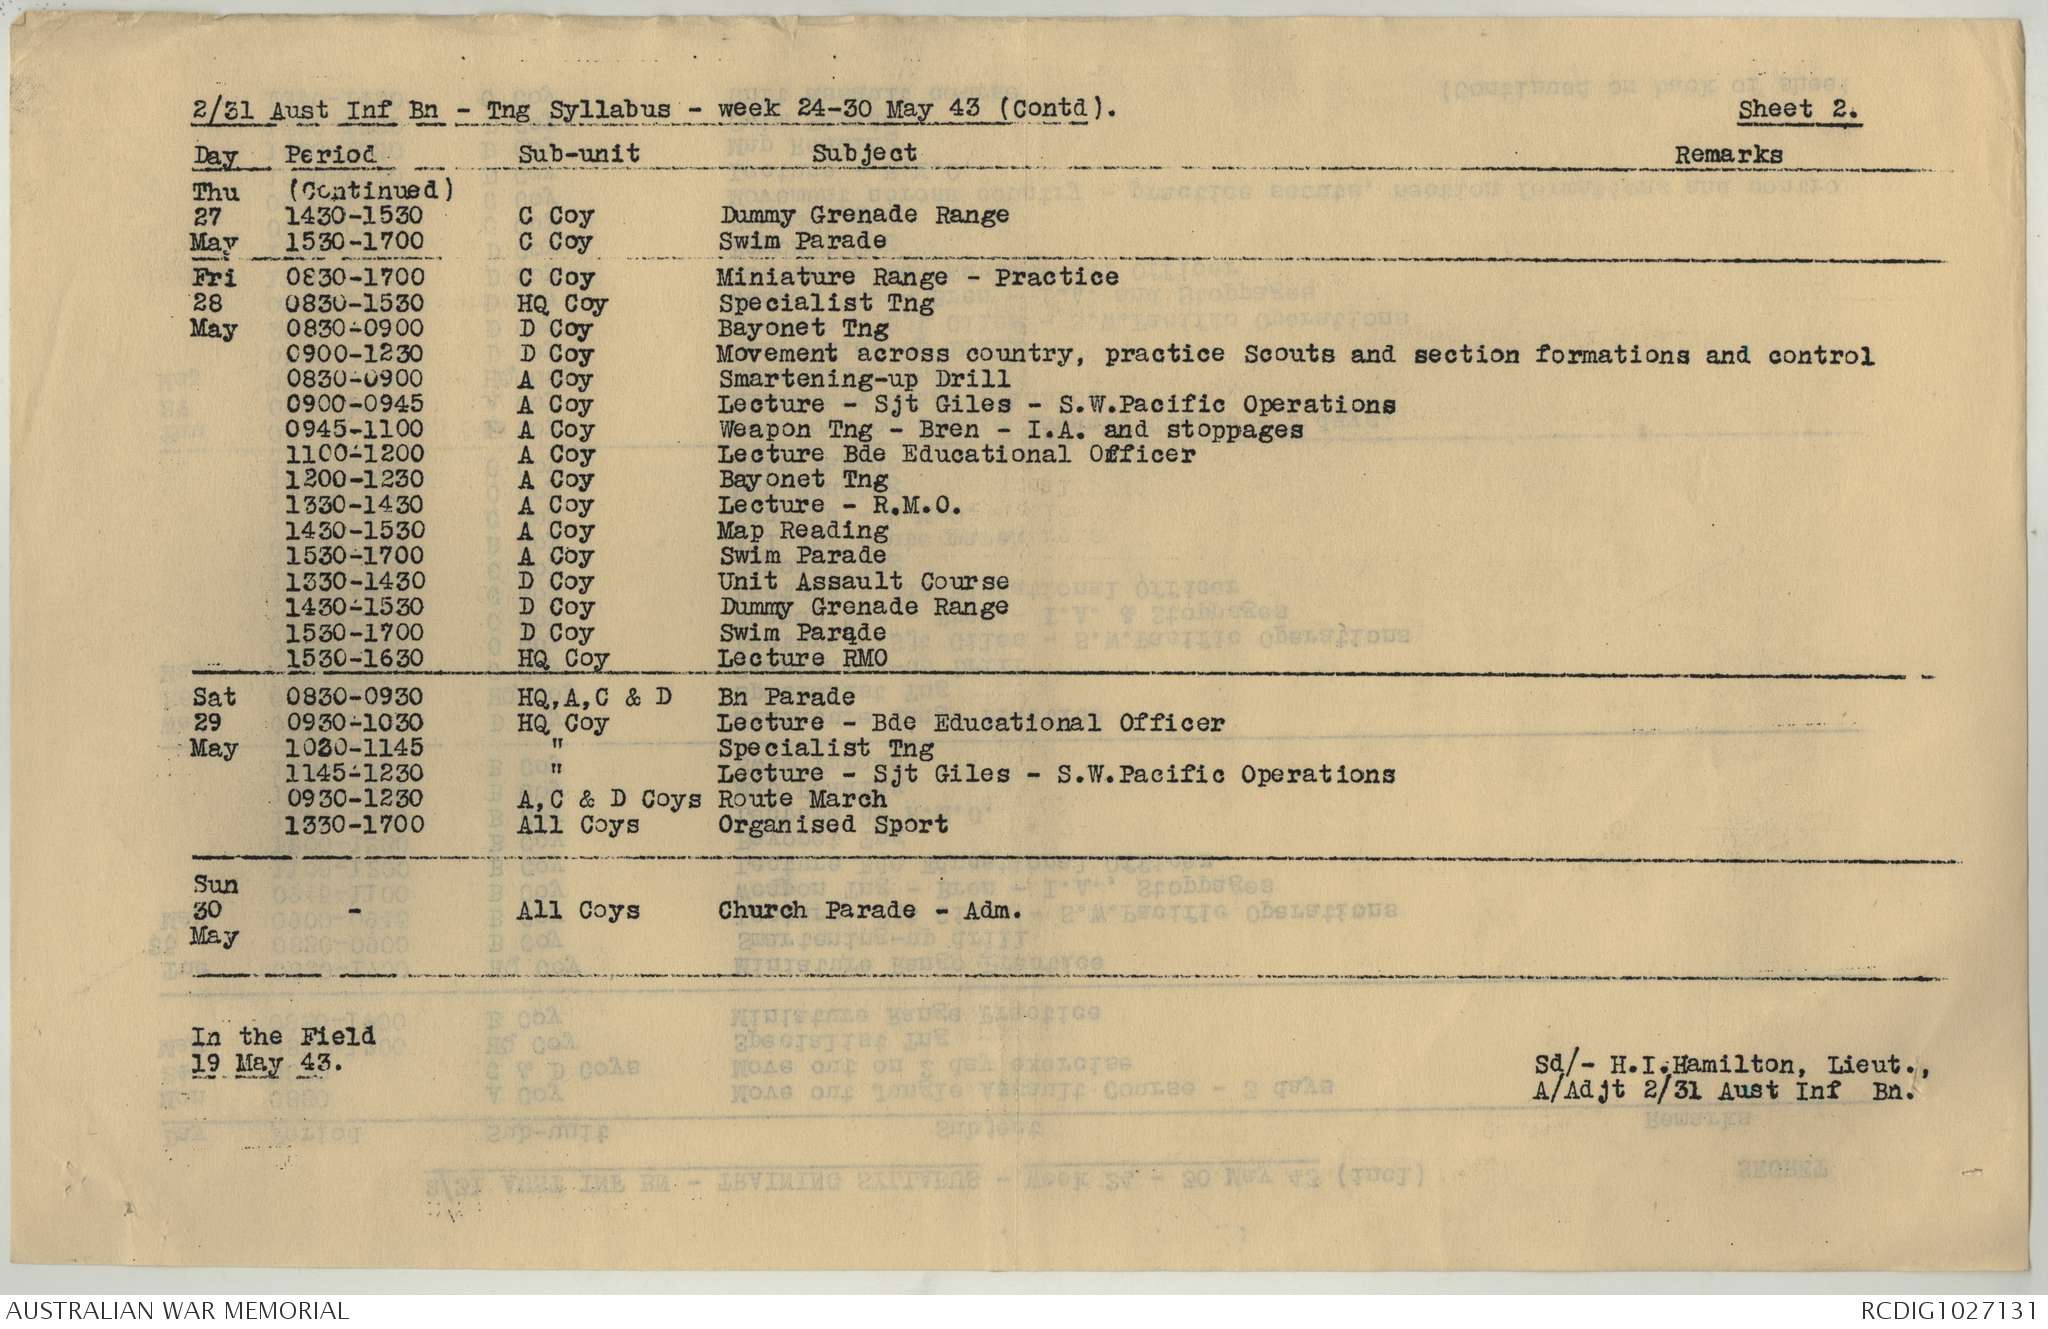 2/31 Aust Inf Bn - Tng Syllabus - week 24-30 May 43 (Contd). Sheet 2.
Day Period Sub-unit Subject Remarks
Thu (Continued)
27 1430-1530 C Coy Dummy Grenade Range
May 1530-1700 C Coy Swim Parade
Fri 0830-1700 C Coy Miniature Range - Practice
28 0830-1530 HQ Coy Specialist Tng
May 0830-0900 D Coy Bayonet Tng
0900-1230 D Coy Movement across country, practice Scouts and section formations and control
0830-0900 A Coy Smartening-up Drill
0900-0945 A Coy Lecture - Sjt Giles - S.W.Pacific Operations
0945-1100 A Coy Weapon Tng - Bren - I.A. and stoppages
1100-1200 A Coy Lecture Bde Educational Officer
1200-1230 A Coy Bayonet Tng
1330-1430 A Coy Lecture - R.M.O.
1430-1530 A Coy Map Reading
1530-1700 A Coy Swim Parade
1330-1430 D Coy Unit Assault Course
1430-1530 D Coy Dummy Grenade Range
1530-1700 D Coy Swim Parade
1530-1630 HQ Coy Lecture RMO
Sat 0830-0930 HQ,A,C & D Bn Parade
29 0930-1030 HQ Coy Lecture - Bde Educational Officer
May 1030-1145 " Specialist Tng
1145-1230 " Lecture - Sjt Giles - S.W.Pacific Operations
0930-1230 A,C & D Coys Route March
1330-1700 All Coys Organised Sport
Sun
30 - All Coys Church Parade - Adm.
May
In the Field
19 May 43.
Sd/- H.I.Hamilton, Lieut.,
A/Adjt 2/31 Aust Inf Bn.
AUSTRALIAN WAR MEMORIAL RCDIG1027131